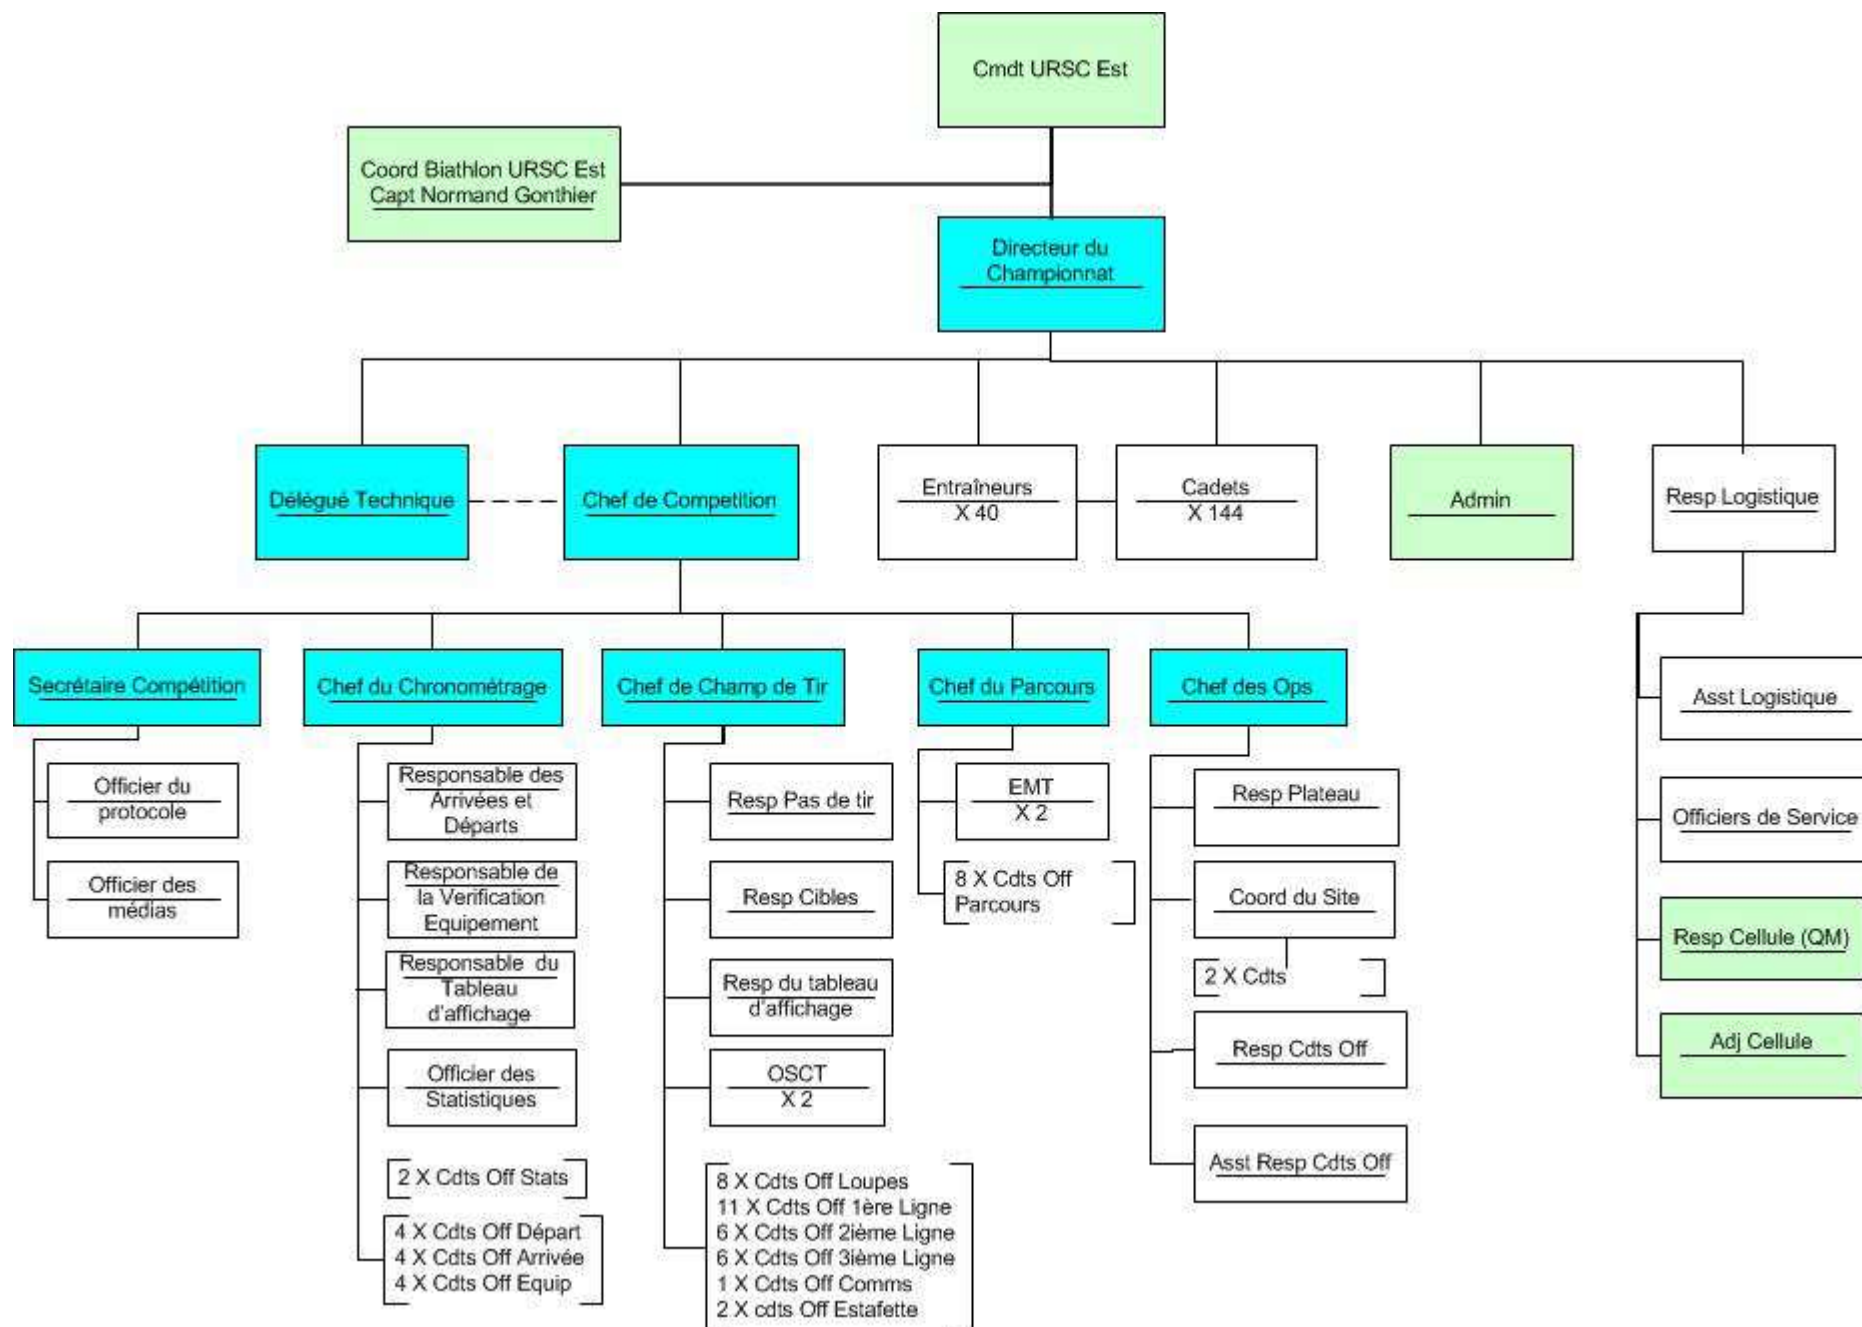 Cmdt URSC Est
Coord Biathlon URSC Est
Capt Normand Gonthier
Directeur du
Championnat
Délégué Technique
Chef de Competition
Entraîneurs
X 40
Cadets
X 144
Admin
Resp Logistique
Secrétaire Compétition
Chef du Chronométrage
Chef de Champ de Tir
Chef du Parcours
Chef des Ops
Officier du
protocole
Officier des
médias
Responsable des
Arrivées et
Départs
Responsable de
la Verification
Equipement
Responsable du
Tableau
d'affichage
Officier des
Statistiques
2 X Cdts Off Stats
4 X Cdts Off Départ
4 X Cdts Off Arrivée
4 X Cdts Off Equip
Resp Pas de tir
Resp Cibles
Resp du tableau
d'affichage
OSCT
X 2
8 X Cdts Off Loupes
11 X Cdts Off 1ère Ligne
6 X Cdts Off 2ième Ligne
6 X Cdts Off 3ième Ligne
1 X Cdts Off Comms
2 X cdts Off Estafette
EMT
X 2
8 X Cdts Off
Parcours
Resp Plateau
Coord du Site
2 X Cdts
Resp Cdts Off
Asst Resp Cdts Off
Asst Logistique
Officiers de Service
Resp Cellule (QM)
Adj Cellule